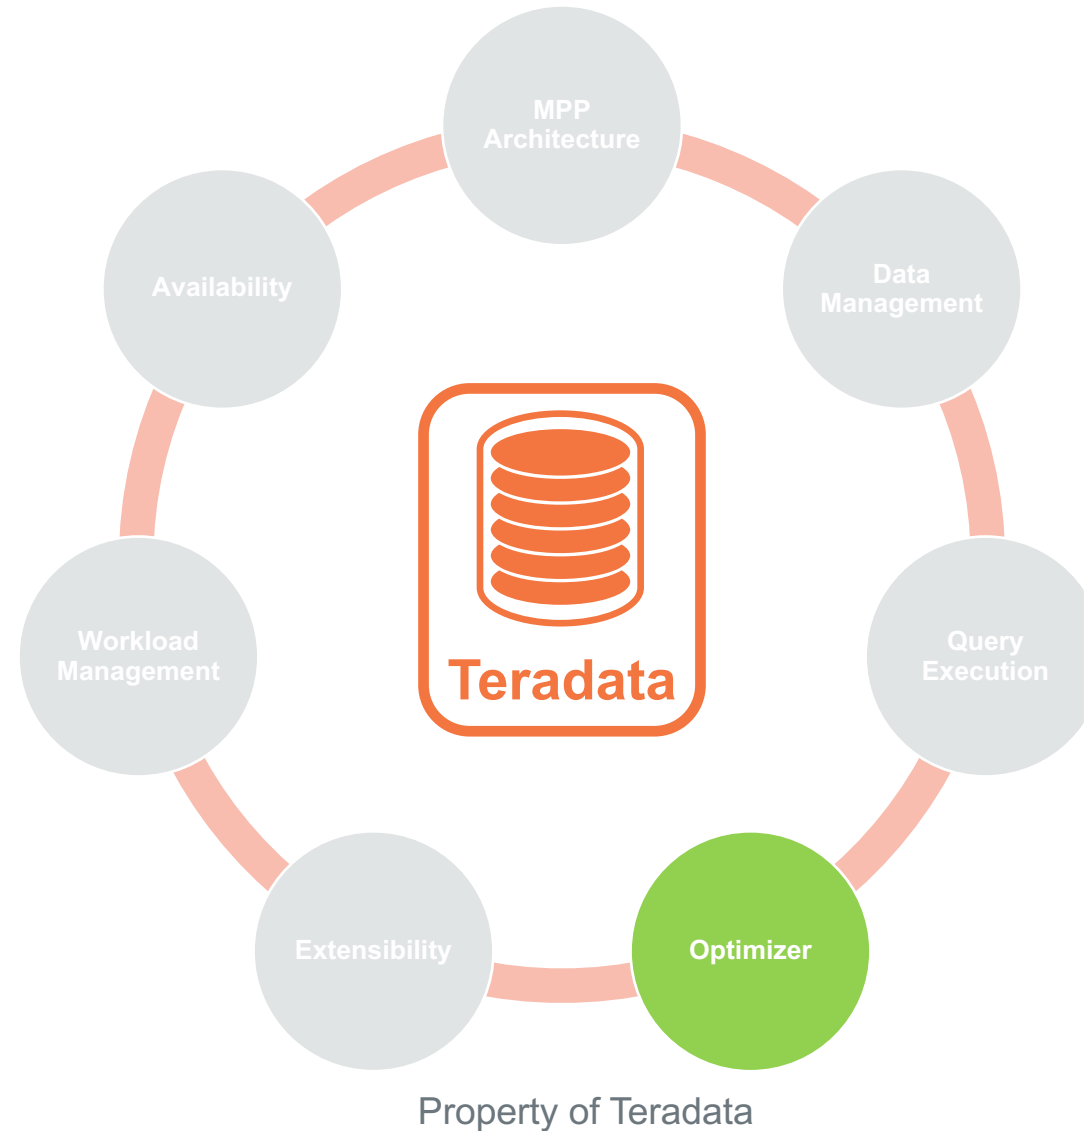 MPP
Architecture
Availability
Data
Management
Teradata
Workload
Management
Query
Execution
Extensibility
Optimizer
Property of Teradata